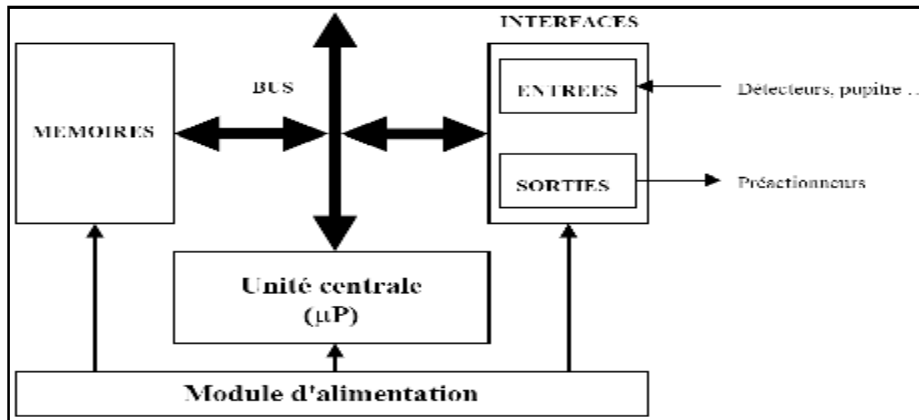 INTERFACES
BUS
MEMOIRES
ENTREES
Détecteurs, pupitre ...
SORTIES
Préactionneurs
Unité centrale
(µP)
Module d'alimentation